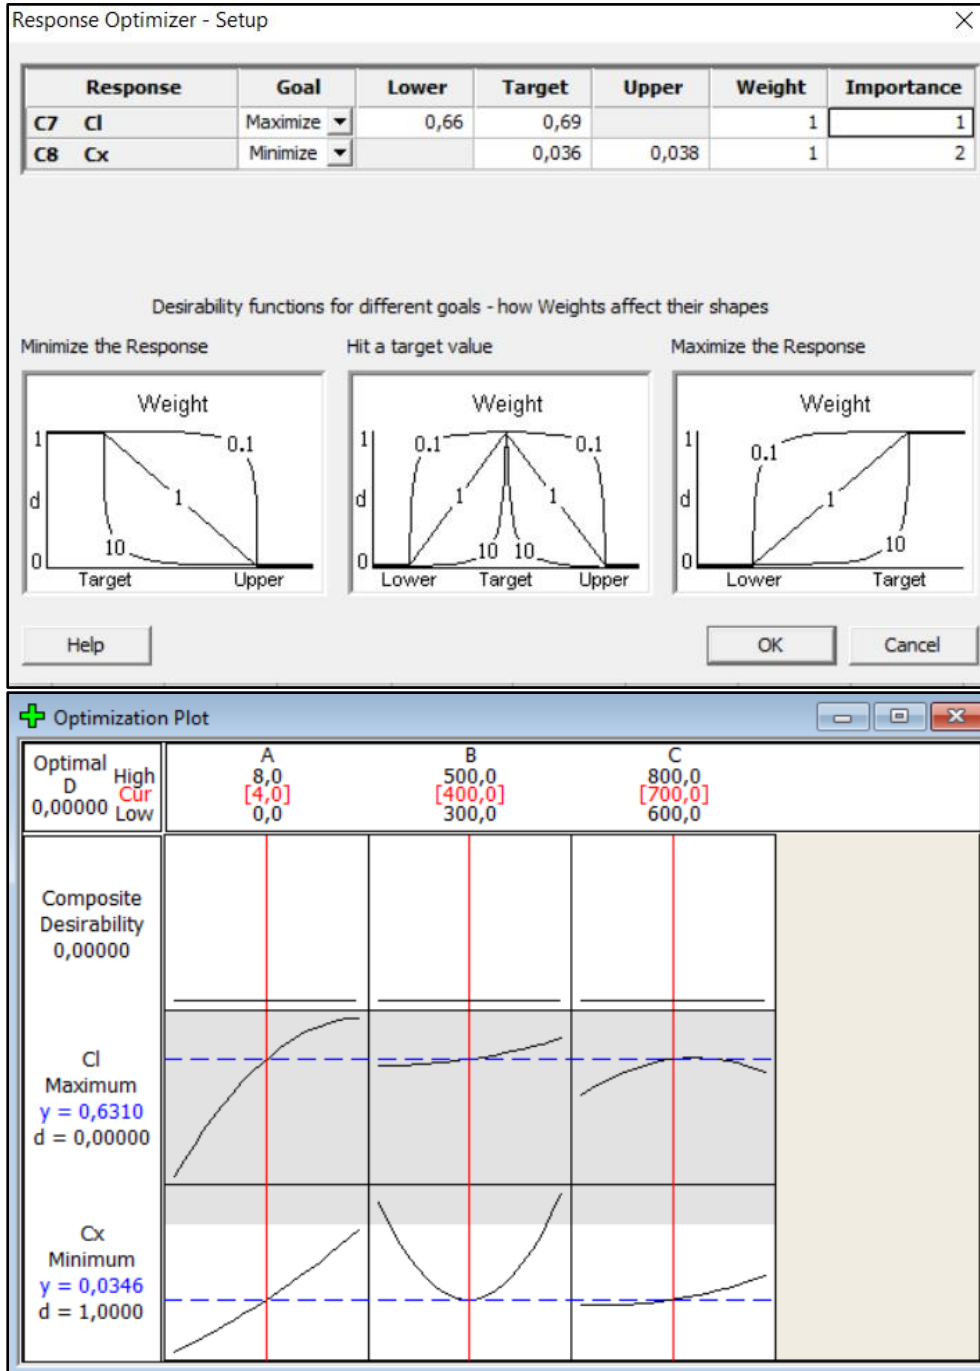 Response Optimizer - Setup
Response Goal Lower Target Upper Weight Importance
C7 Cl Maximize 0,66 0,69 1 1
C8 Cx Minimize 0,036 0,038 1 2
Desirability functions for different goals - how Weights affect their shapes
Minimize the Response Hit a target value Maximize the Response
Weight Weight Weight
1 0.1 1 0.1 0.1 1 0.1
d 1 d 1 1 d 1
0 10 0 10 10 0 10
Target Upper Lower Target Upper Lower Target
Help OK Cancel
Optimization Plot
Optimal A B C
High 8,0 500,0 800,0
D Cur [4,0] [400,0] [700,0]
0,00000 Low 0,0 300,0 600,0
Composite
Desirability
0,00000
Cl
Maximum
y = 0,6310
d = 0,00000
Cx
Minimum
y = 0,0346
d = 1,0000